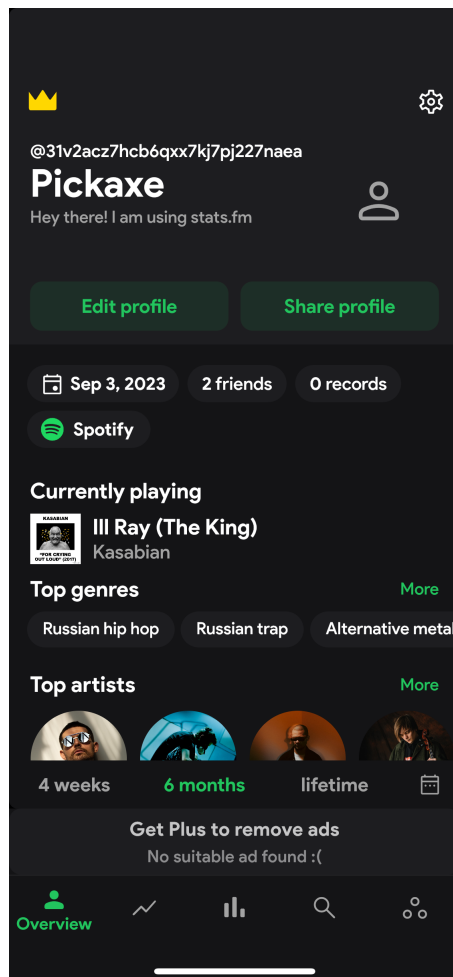 @31v2acz7hcb6qxx7kj7pj227naea
Pickaxe
Hey there! I am using stats.fm
Edit profile
Share profile
Sep 3, 2023
2 friends
0 records
Spotify
Currently playing
KASABIAN
"FOR CRYING
OUT LOUD" (2017)
Ill Ray (The King)
Kasabian
Top genres
More
Russian hip hop
Russian trap
Alternative metal
Top artists
More
4 weeks
6 months
lifetime
Get Plus to remove ads
No suitable ad found :(
Overview